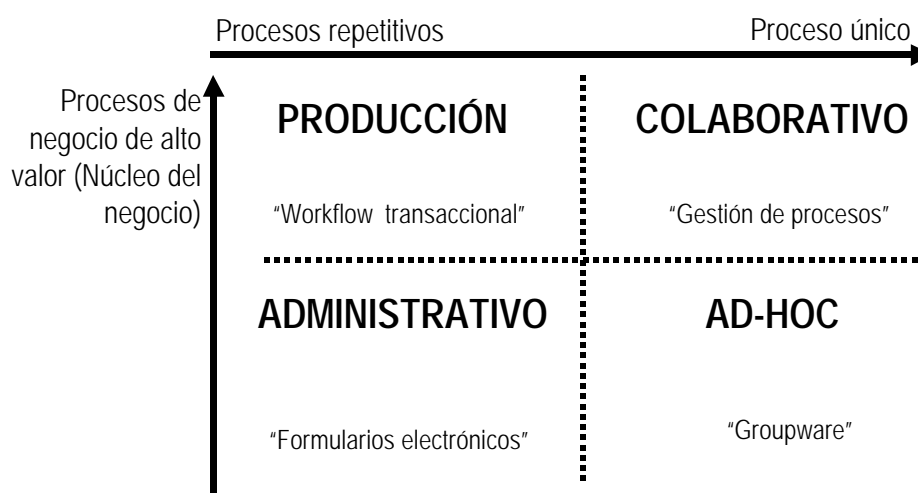 Procesos repetitivos
Proceso único
Procesos de
negocio de alto
valor (Núcleo del
negocio)
PRODUCCIÓN
COLABORATIVO
“Workflow transaccional”
“Gestión de procesos”
ADMINISTRATIVO
AD-HOC
“Formularios electrónicos”
“Groupware”